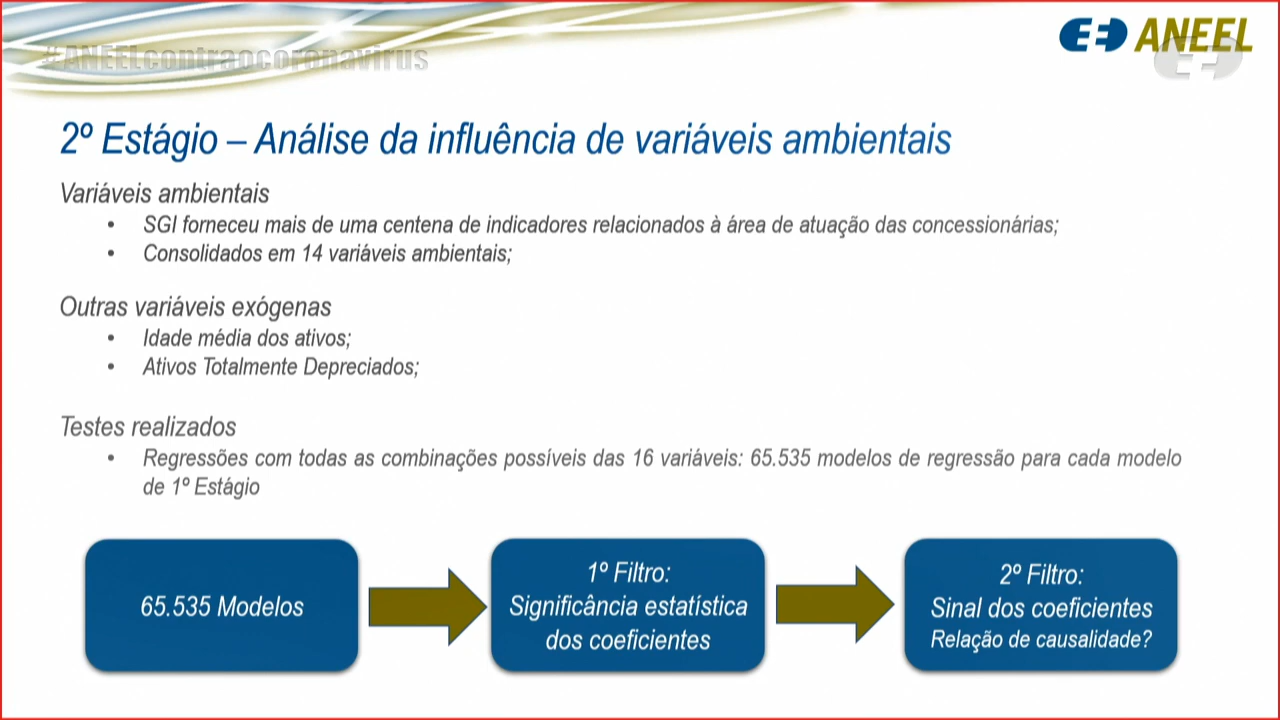 #ANEELcontraocoronavirus
ANEEL
2º Estágio – Análise da influência de variáveis ambientais
Variáveis ambientais
• SGI forneceu mais de uma centena de indicadores relacionados à área de atuação das concessionárias;
• Consolidados em 14 variáveis ambientais;
Outras variáveis exógenas
• Idade média dos ativos;
• Ativos Totalmente Depreciados;
Testes realizados
• Regressões com todas as combinações possíveis das 16 variáveis: 65.535 modelos de regressão para cada modelo
de 1º Estágio
65.535 Modelos
1º Filtro:
Significância estatística
dos coeficientes
2º Filtro:
Sinal dos coeficientes
Relação de causalidade?